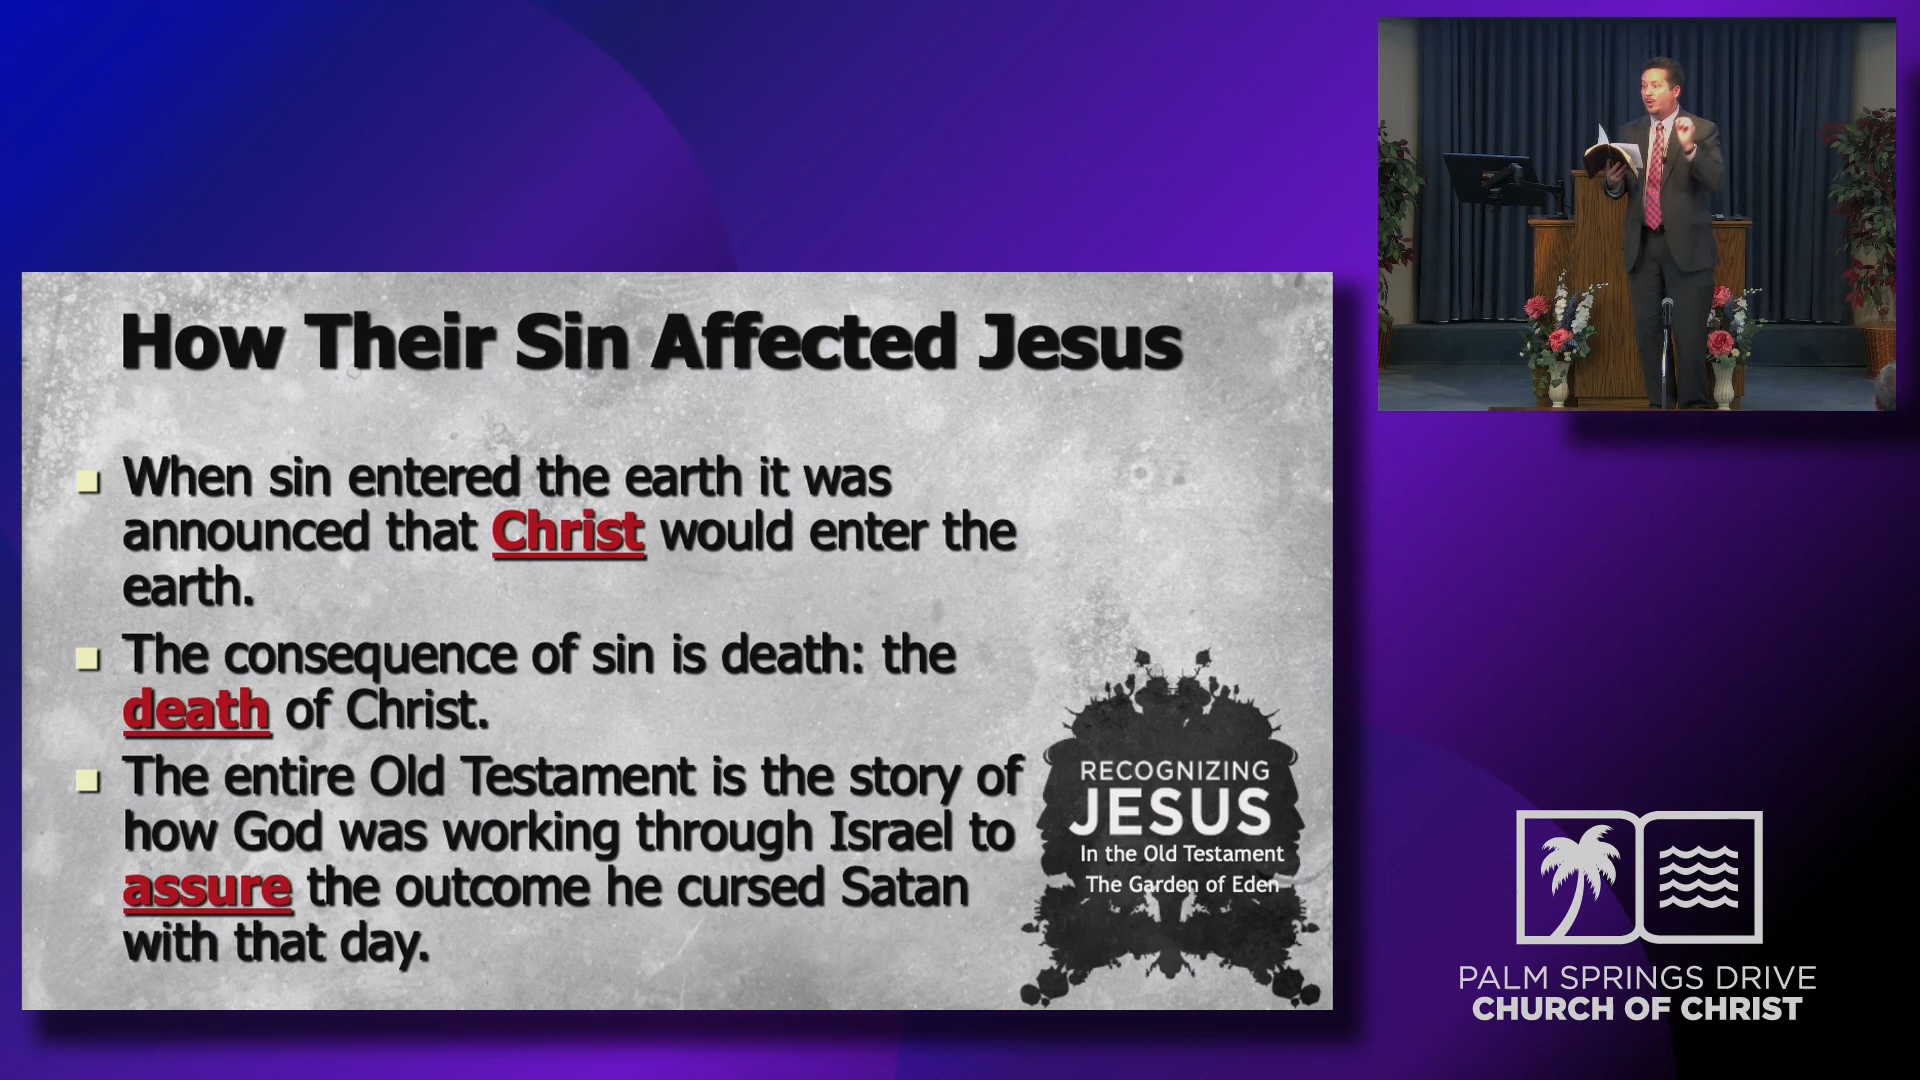 How Their Sin Affected Jesus
When sin entered the earth it was
announced that Christ would enter the
earth.
The consequence of sin is death: the
death of Christ.
The entire Old Testament is the story of
how God was working through Israel to
assure the outcome he cursed Satan
with that day.
RECOGNIZING
JESUS
In the Old Testament
The Garden of Eden
PALM SPRINGS DRIVE
CHURCH OF CHRIST